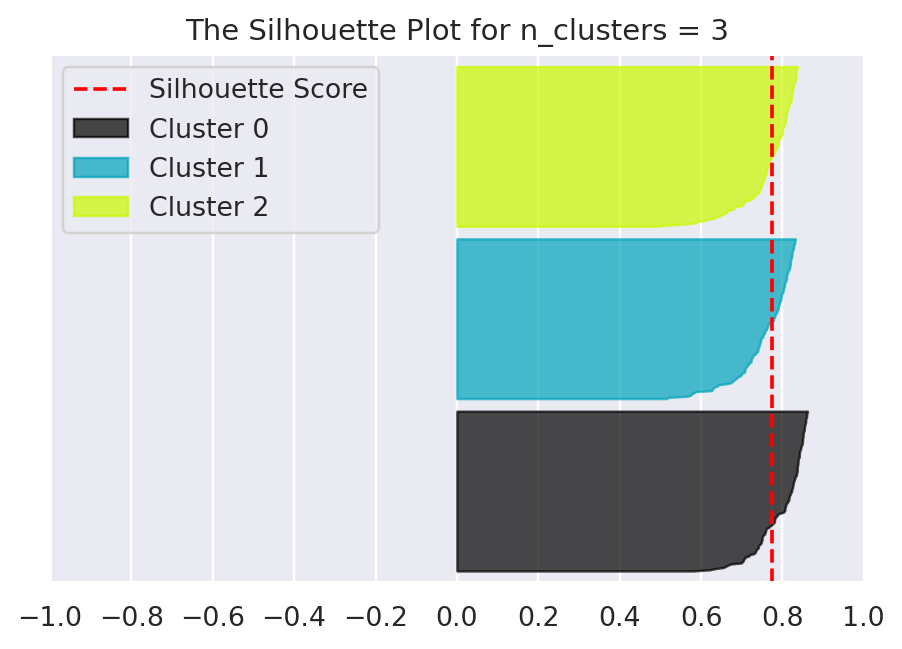 The Silhouette Plot for n_clusters = 3
Silhouette Score
Cluster 0
Cluster 1
Cluster 2
−1.0 −0.8 −0.6 −0.4 −0.2 0.0 0.2 0.4 0.6 0.8 1.0